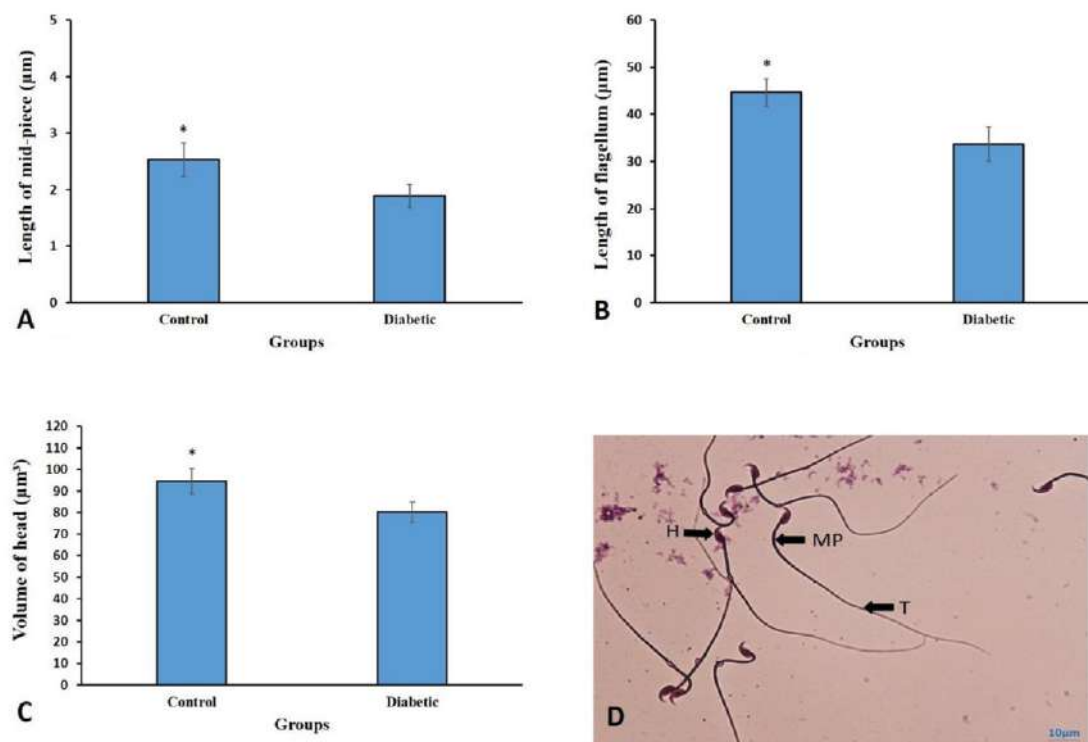 5
4
3
2
1
0
Length of mid-piece (µm)
*
Control
Diabetic
Groups
A
60
50
40
30
20
10
0
Length of flagellum (µm)
*
Control
Diabetic
Groups
B
120
110
100
90
80
70
60
50
40
30
20
10
0
Volume of head (µm³)
*
Control
Diabetic
Groups
C
H
MP
T
D
10µm